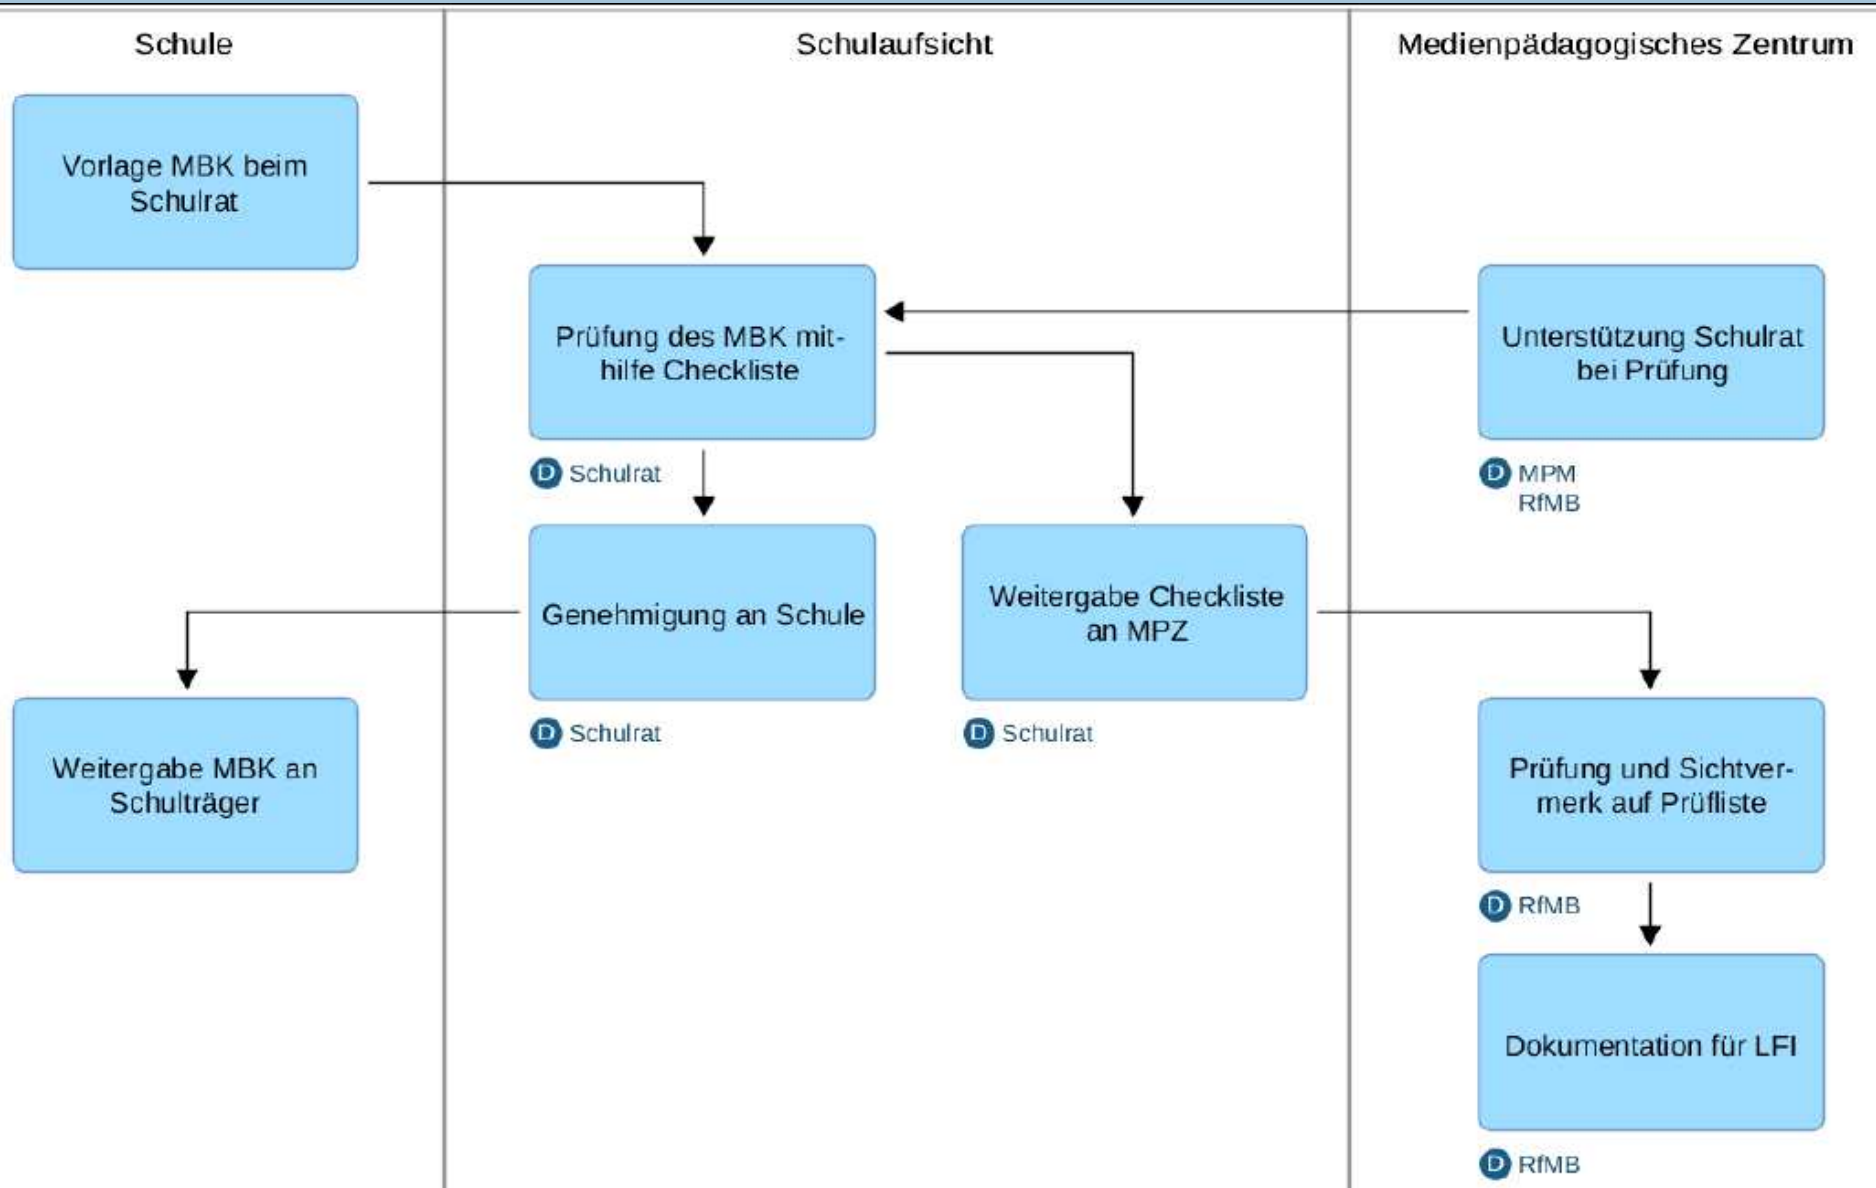 Schule
Schulaufsicht
Medienpädagogisches Zentrum
Vorlage MBK beim
Schulrat
Prüfung des MBK mit-
hilfe Checkliste
D Schulrat
Unterstützung Schulrat
bei Prüfung
D MPM
RfMB
Genehmigung an Schule
D Schulrat
Weitergabe Checkliste
an MPZ
D Schulrat
Weitergabe MBK an
Schulträger
Prüfung und Sichtver-
merk auf Prüfliste
D RfMB
Dokumentation für LFI
D RfMB